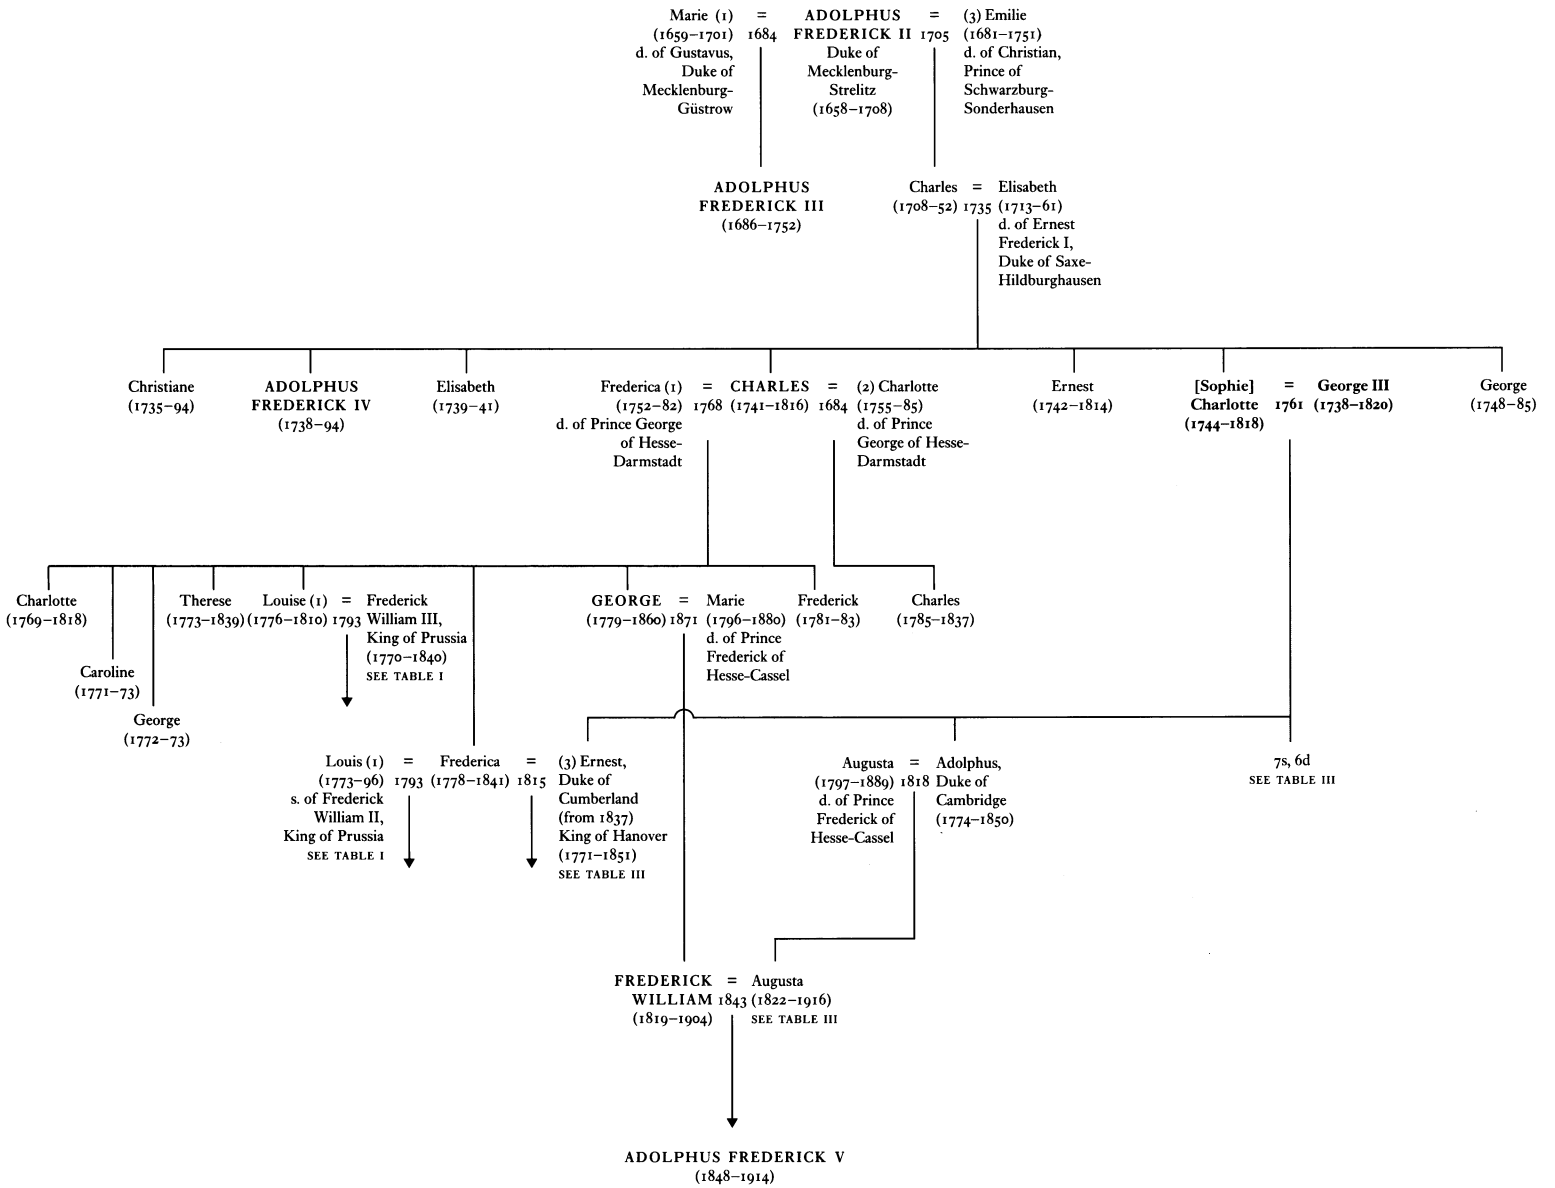 Marie (1) = ADOLPHUS = (3) Emilie
(1659–1701) 1684 FREDERICK II 1705 (1681–1751)
d. of Gustavus, Duke of d. of Christian,
Duke of Mecklenburg- Prince of
Mecklenburg- Strelitz Schwarzburg-
Güstrow (1658–1708) Sonderhausen
ADOLPHUS Charles = Elisabeth
FREDERICK III (1708–52) 1735 (1713–61)
(1686–1752) d. of Ernest
Frederick I,
Duke of Saxe-
Hildburghausen
Christiane ADOLPHUS Elisabeth Frederica (1) = CHARLES = (2) Charlotte Ernest [Sophie] = George III George
(1735–94) FREDERICK IV (1739–41) (1752–82) 1768 (1741–1816) 1684 (1755–85) (1742–1814) Charlotte 1761 (1738–1820) (1748–85)
(1738–94) d. of Prince George d. of Prince (1744–1818)
of Hesse- George of Hesse-
Darmstadt Darmstadt
Charlotte Therese Louise (1) = Frederick GEORGE = Marie Frederick Charles
(1769–1818) (1773–1839) (1776–1810) 1793 William III, (1779–1860) 1871 (1796–1880) (1781–83) (1785–1837)
King of Prussia d. of Prince
(1770–1840) Frederick of
SEE TABLE I Hesse-Cassel
Caroline
(1771–73)
George
(1772–73)
Louis (1) = Frederica = (3) Ernest, Augusta = Adolphus, 7s, 6d
(1773–96) 1793 (1778–1841) 1815 Duke of (1797–1889) 1818 Duke of SEE TABLE III
s. of Frederick Cumberland d. of Prince Cambridge
William II, (from 1837) Frederick of (1774–1850)
King of Prussia King of Hanover Hesse-Cassel
SEE TABLE I (1771–1851)
SEE TABLE III
FREDERICK = Augusta
WILLIAM 1843 (1822–1916)
(1819–1904) SEE TABLE III
ADOLPHUS FREDERICK V
(1848–1914)